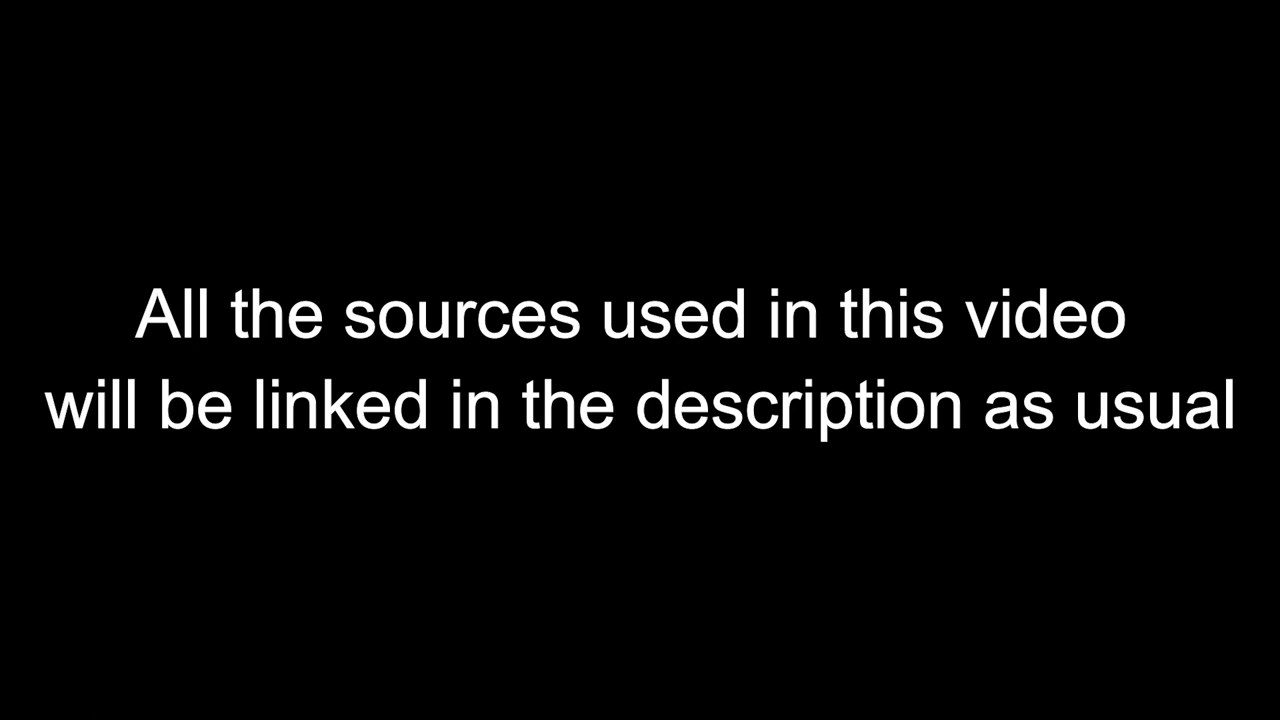 All the sources used in this video
will be linked in the description as usual